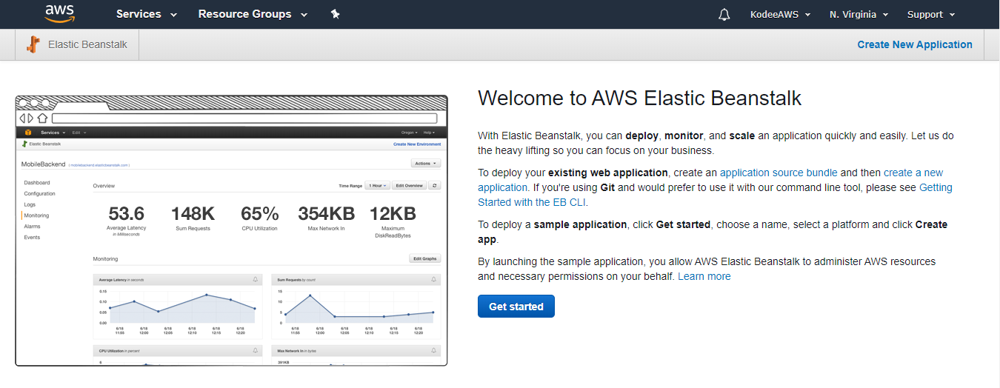 aws Services Resource Groups KodeeAWS N. Virginia Support
Elastic Beanstalk Create New Application
Services Edit Oregon Help
Elastic Beanstalk Create New Environment
MobileBackend ( mobilebackend.elasticbeanstalk.com ) Actions
Dashboard
Configuration
Logs
Monitoring
Alarms
Events
Overview Time Range 1 Hour Edit Overview
53.6 148K 65% 354KB 12KB
Average Latency Sum Requests CPU Utilization Max Network In Maximum
in Milliseconds DiskReadBytes
Monitoring Edit Graphs
Average Latency in seconds
0.15
0.10
0.05
0.00
6/18 6/18 6/18 6/18 6/18 6/18
11:55 12:00 12:05 12:10 12:15 12:20
Sum Requests by count
15
10
5
0
6/18 6/18 6/18 6/18 6/18 6/18
11:55 12:00 12:05 12:10 12:15 12:20
CPU Utilization in percent
6
Max Network In in bytes
391KB
Welcome to AWS Elastic Beanstalk
With Elastic Beanstalk, you can deploy, monitor, and scale an application quickly and easily. Let us do
the heavy lifting so you can focus on your business.
To deploy your existing web application, create an application source bundle and then create a new
application. If you're using Git and would prefer to use it with our command line tool, please see Getting
Started with the EB CLI.
To deploy a sample application, click Get started, choose a name, select a platform and click Create
app.
By launching the sample application, you allow AWS Elastic Beanstalk to administer AWS resources
and necessary permissions on your behalf. Learn more
Get started